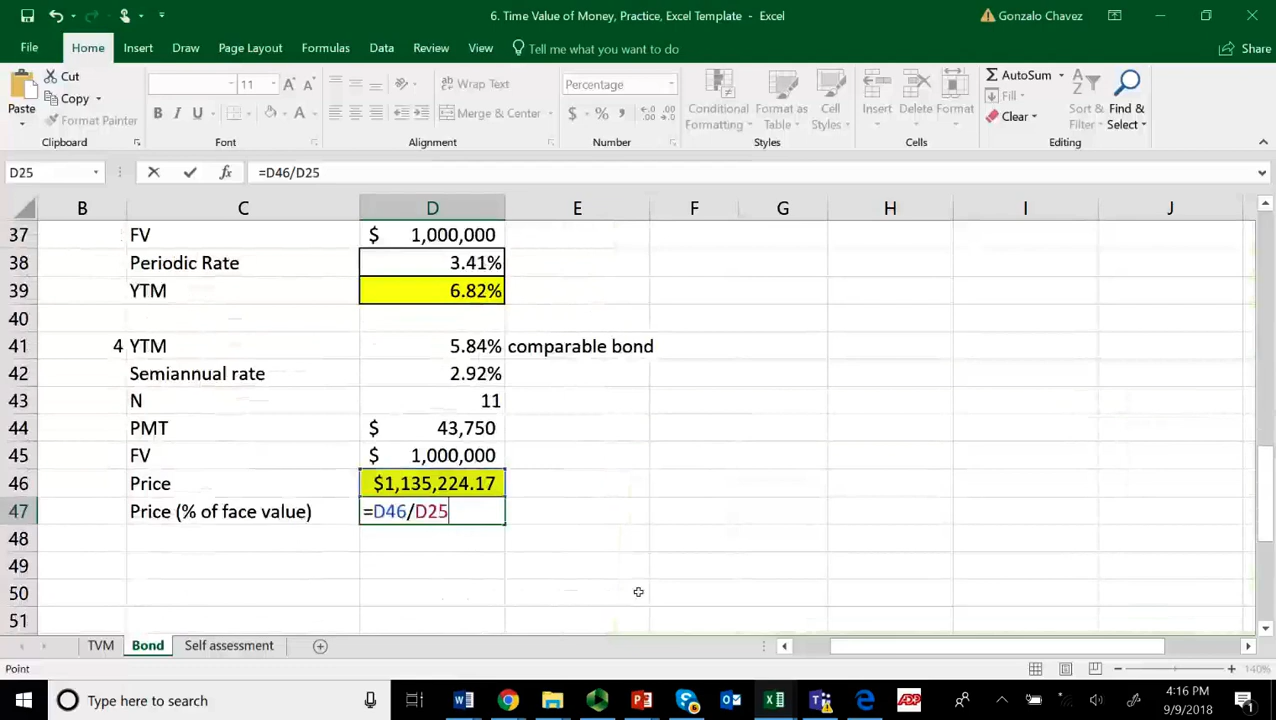 6. Time Value of Money, Practice, Excel Template - Excel
Gonzalo Chavez
File Home Insert Draw Page Layout Formulas Data Review View Tell me what you want to do Share
Paste Cut Copy Format Painter
11
Wrap Text
Merge & Center
Percentage
$ %
Conditional Formatting Format as Table Cell Styles
Insert Delete Format
AutoSum Fill Clear
Sort & Filter Find & Select
Clipboard Font Alignment Number Styles Cells Editing
D25 fx =D46/D25
B C D E F G H I J
37 FV $ 1,000,000
38 Periodic Rate 3.41%
39 YTM 6.82%
40
41 4 YTM 5.84% comparable bond
42 Semiannual rate 2.92%
43 N 11
44 PMT $ 43,750
45 FV $ 1,000,000
46 Price $1,135,224.17
47 Price (% of face value) =D46/D25
48
49
50
51
TVM Bond Self assessment
Point 140%
Type here to search
4:16 PM
9/9/2018